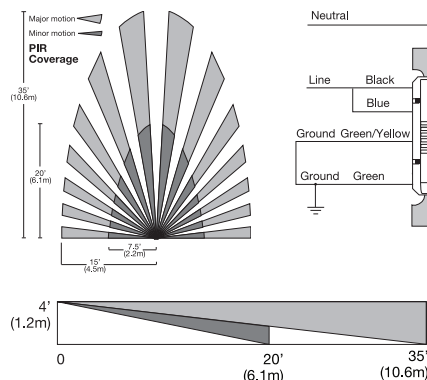 Major motion
Minor motion
PIR
Coverage
35'
(10.6m)
20'
(6.1m)
7.5'
(2.2m)
15'
(4.5m)
Neutral
Line Black
Blue
Ground Green/Yellow
Ground Green
4'
(1.2m)
0 20' 35'
(6.1m) (10.6m)